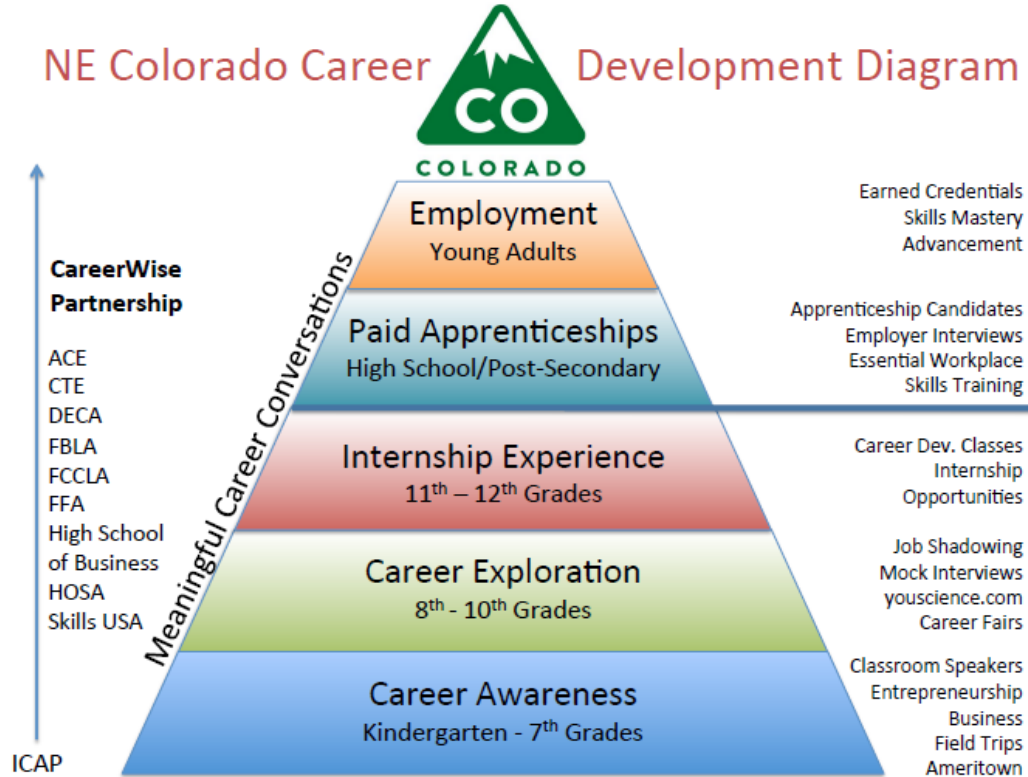 NE Colorado Career Development Diagram
CO
COLORADO
CareerWise
Partnership
ACE
CTE
DECA
FBLA
FCCLA
FFA
High School
of Business
HOSA
Skills USA
ICAP
Meaningful Career Conversations
Employment
Young Adults
Earned Credentials
Skills Mastery
Advancement
Paid Apprenticeships
High School/Post-Secondary
Apprenticeship Candidates
Employer Interviews
Essential Workplace
Skills Training
Internship Experience
11th – 12th Grades
Career Dev. Classes
Internship
Opportunities
Career Exploration
8th - 10th Grades
Job Shadowing
Mock Interviews
youscience.com
Career Fairs
Career Awareness
Kindergarten - 7th Grades
Classroom Speakers
Entrepreneurship
Business
Field Trips
Ameritown